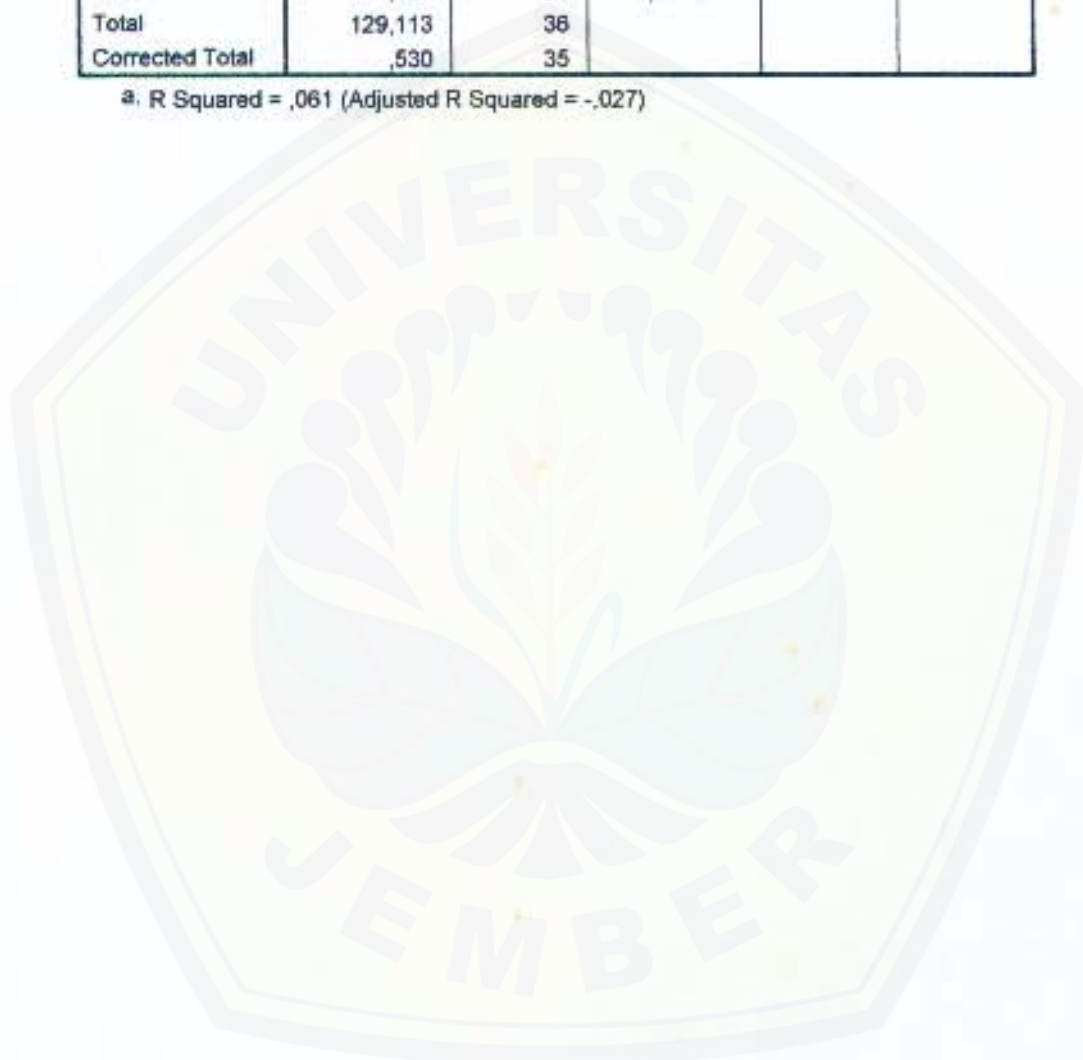 Total 129,113 36
Corrected Total ,530 35
a. R Squared = ,061 (Adjusted R Squared = -,027)
UNIVERSITAS
JEMBER